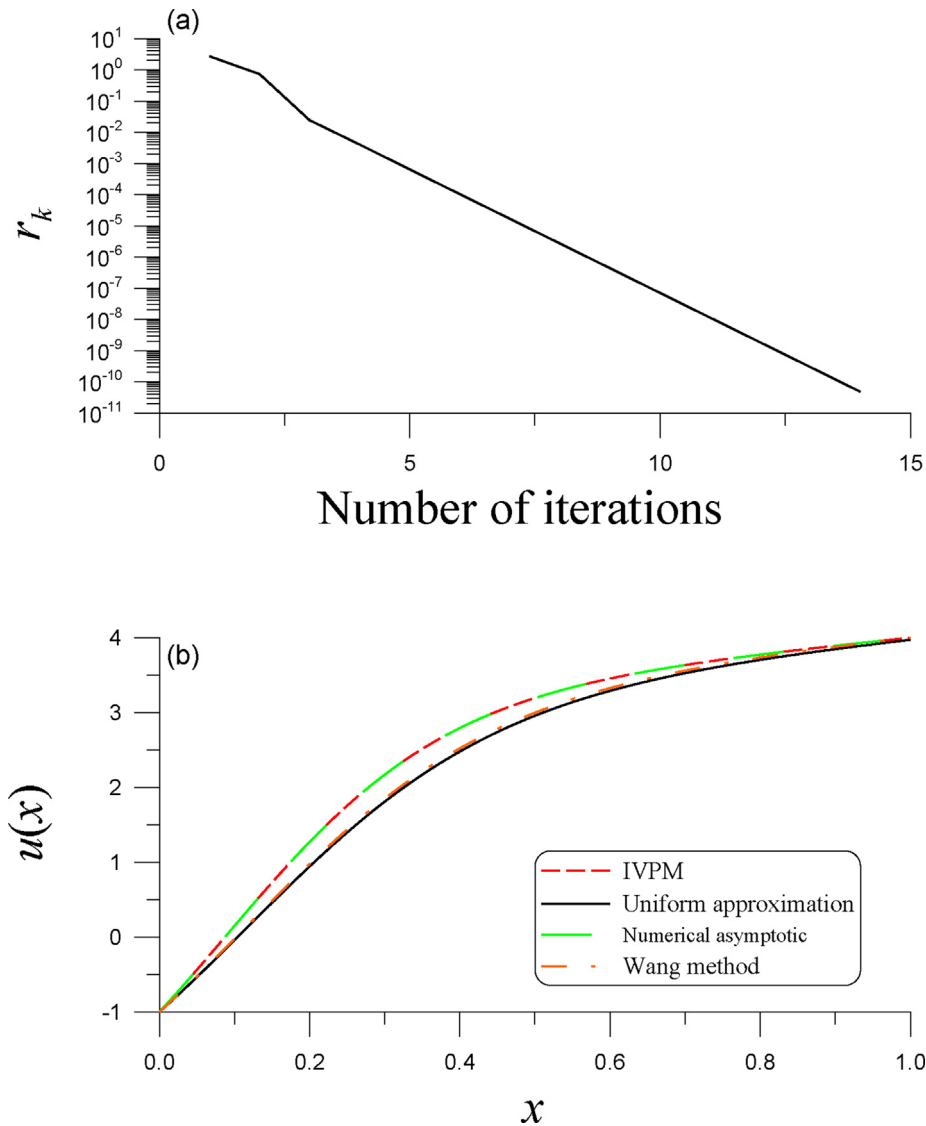 (a)
10^1
10^0
10^-1
10^-2
10^-3
10^-4
10^-5
10^-6
10^-7
10^-8
10^-9
10^-10
10^-11
r_k
0 5 10 15
Number of iterations
(b)
4
3
2
1
0
-1
u(x)
IVPM
Uniform approximation
Numerical asymptotic
Wang method
0.0 0.2 0.4 0.6 0.8 1.0
x